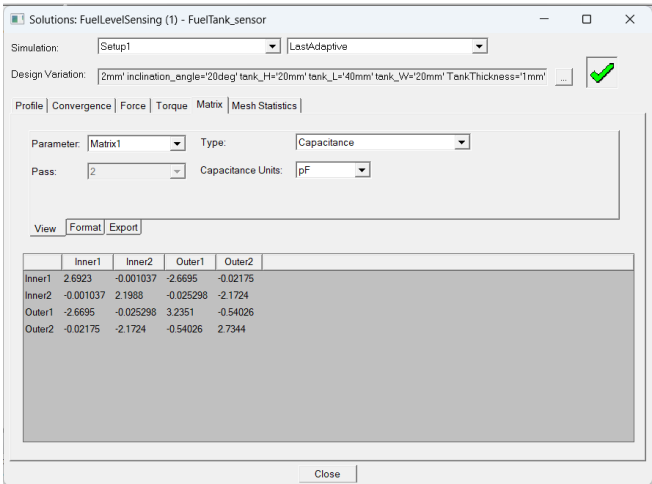 Solutions: FuelLevelSensing (1) - FuelTank_sensor
Simulation: Setup1 LastAdaptive
Design Variation: 2mm' inclination_angle='20deg' tank_H='20mm' tank_L='40mm' tank_W='20mm' TankThickness='1mm' ...
Profile Convergence Force Torque Matrix Mesh Statistics
Parameter: Matrix1 Type: Capacitance
Pass: 2 Capacitance Units: pF
View Format Export
Inner1 Inner2 Outer1 Outer2
Inner1 2.6923 -0.001037 -2.6695 -0.02175
Inner2 -0.001037 2.1988 -0.025298 -2.1724
Outer1 -2.6695 -0.025298 3.2351 -0.54026
Outer2 -0.02175 -2.1724 -0.54026 2.7344
Close